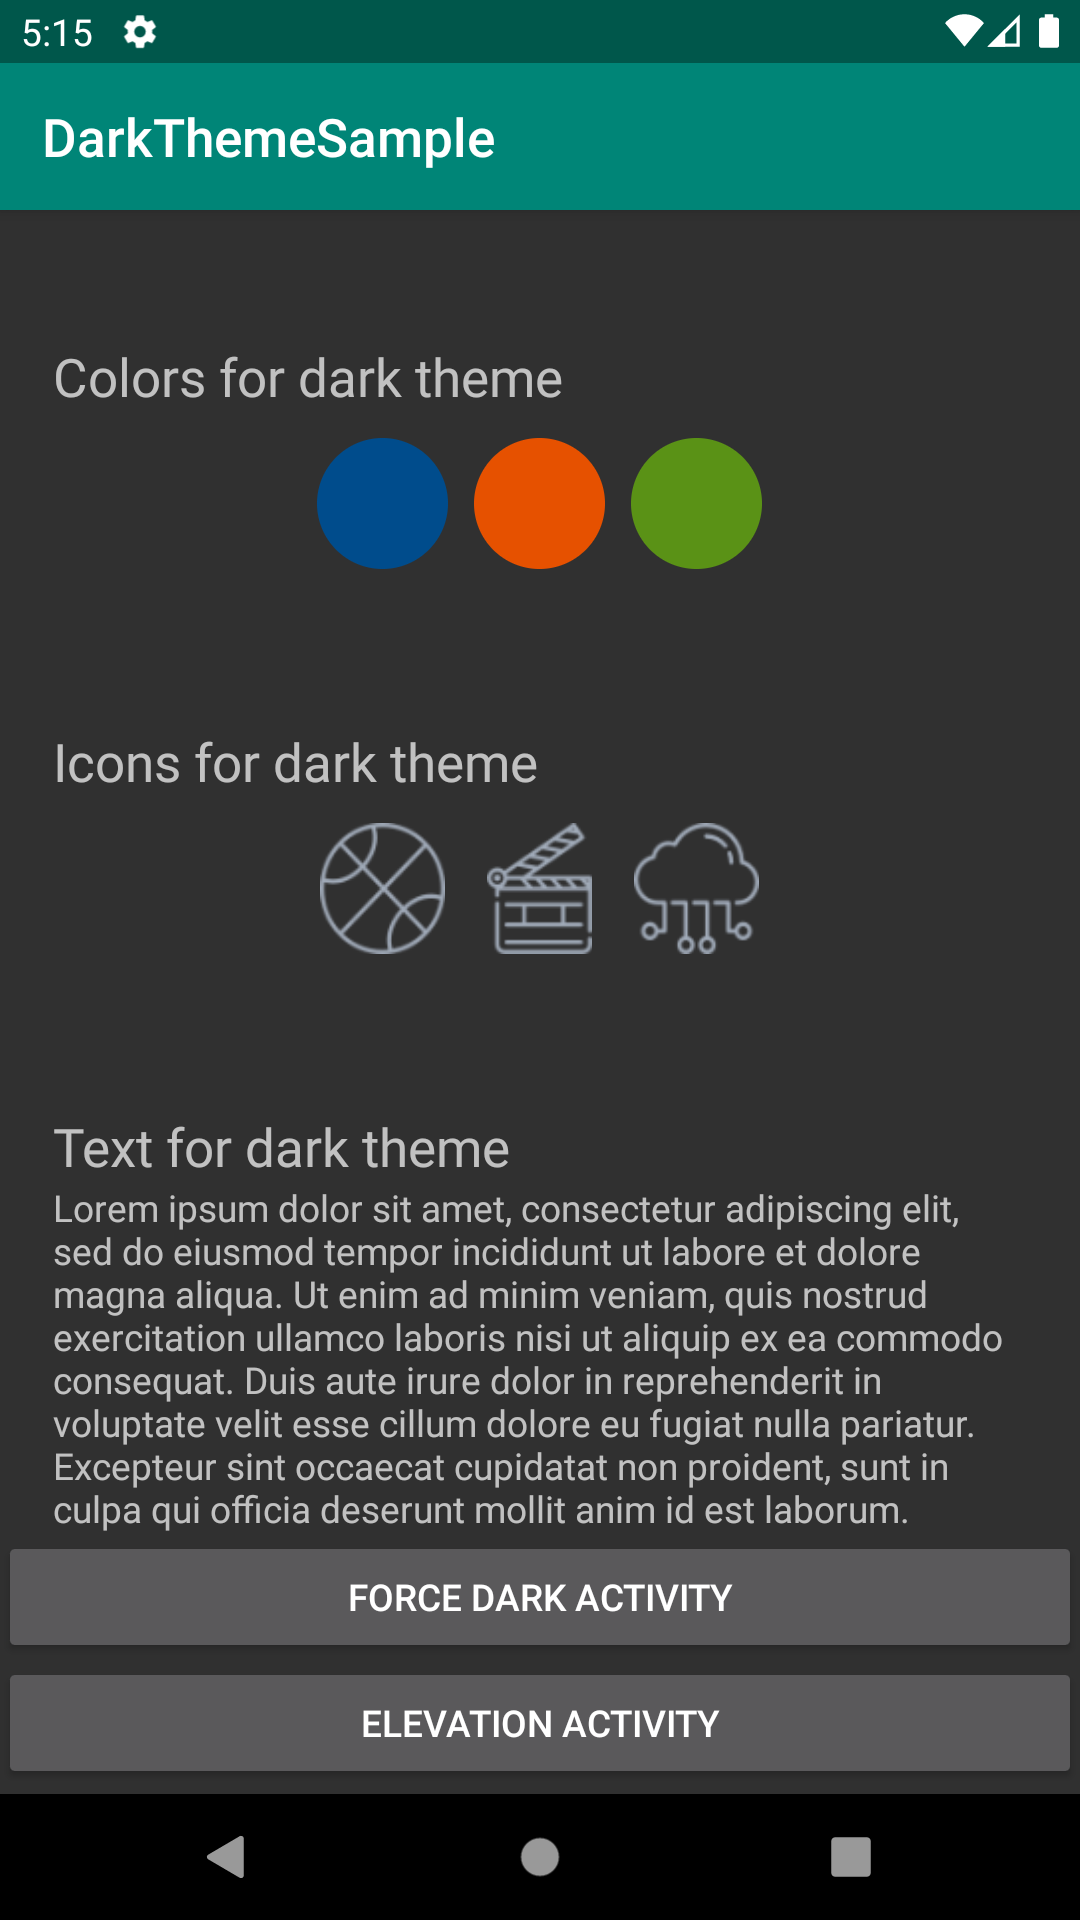 5:15
DarkThemeSample
Colors for dark theme
Icons for dark theme
Text for dark theme
Lorem ipsum dolor sit amet, consectetur adipiscing elit,
sed do eiusmod tempor incididunt ut labore et dolore
magna aliqua. Ut enim ad minim veniam, quis nostrud
exercitation ullamco laboris nisi ut aliquip ex ea commodo
consequat. Duis aute irure dolor in reprehenderit in
voluptate velit esse cillum dolore eu fugiat nulla pariatur.
Excepteur sint occaecat cupidatat non proident, sunt in
culpa qui officia deserunt mollit anim id est laborum.
FORCE DARK ACTIVITY
ELEVATION ACTIVITY